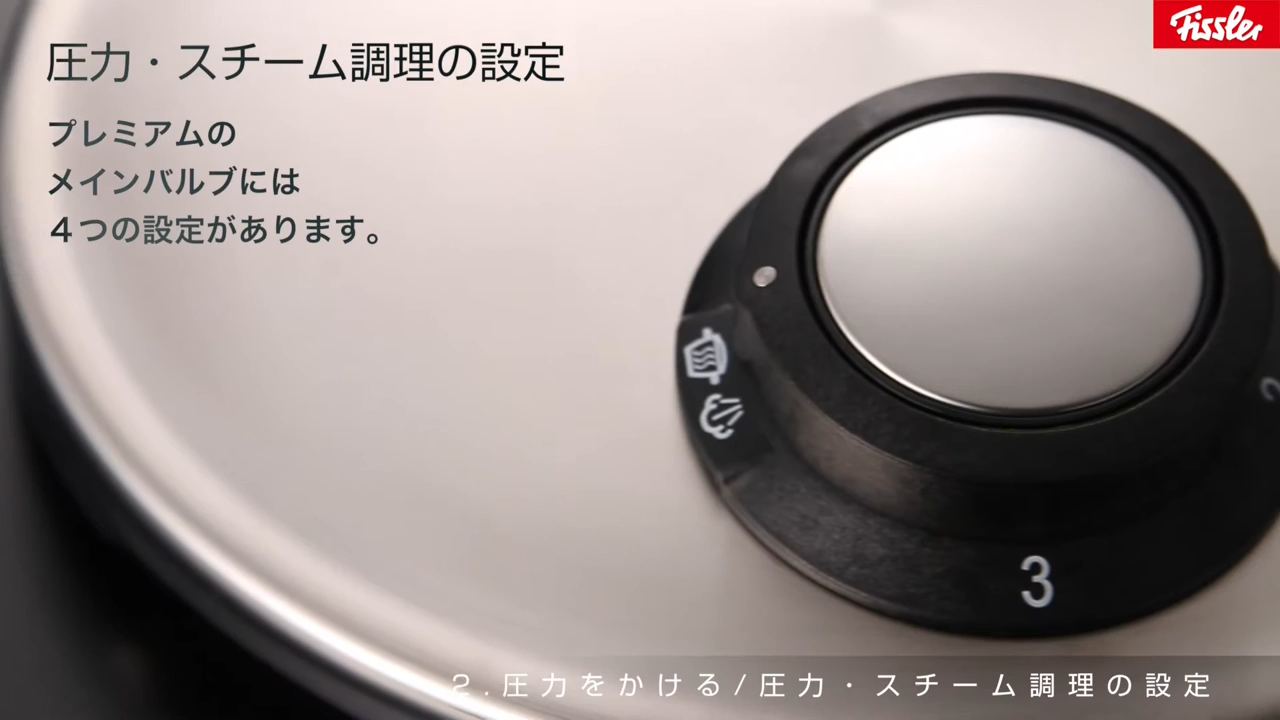 圧力・スチーム調理の設定
Fissler
プレミアムの
メインバルブには
４つの設定があります。
2
3
２.圧力をかける/圧力・スチーム調理の設定